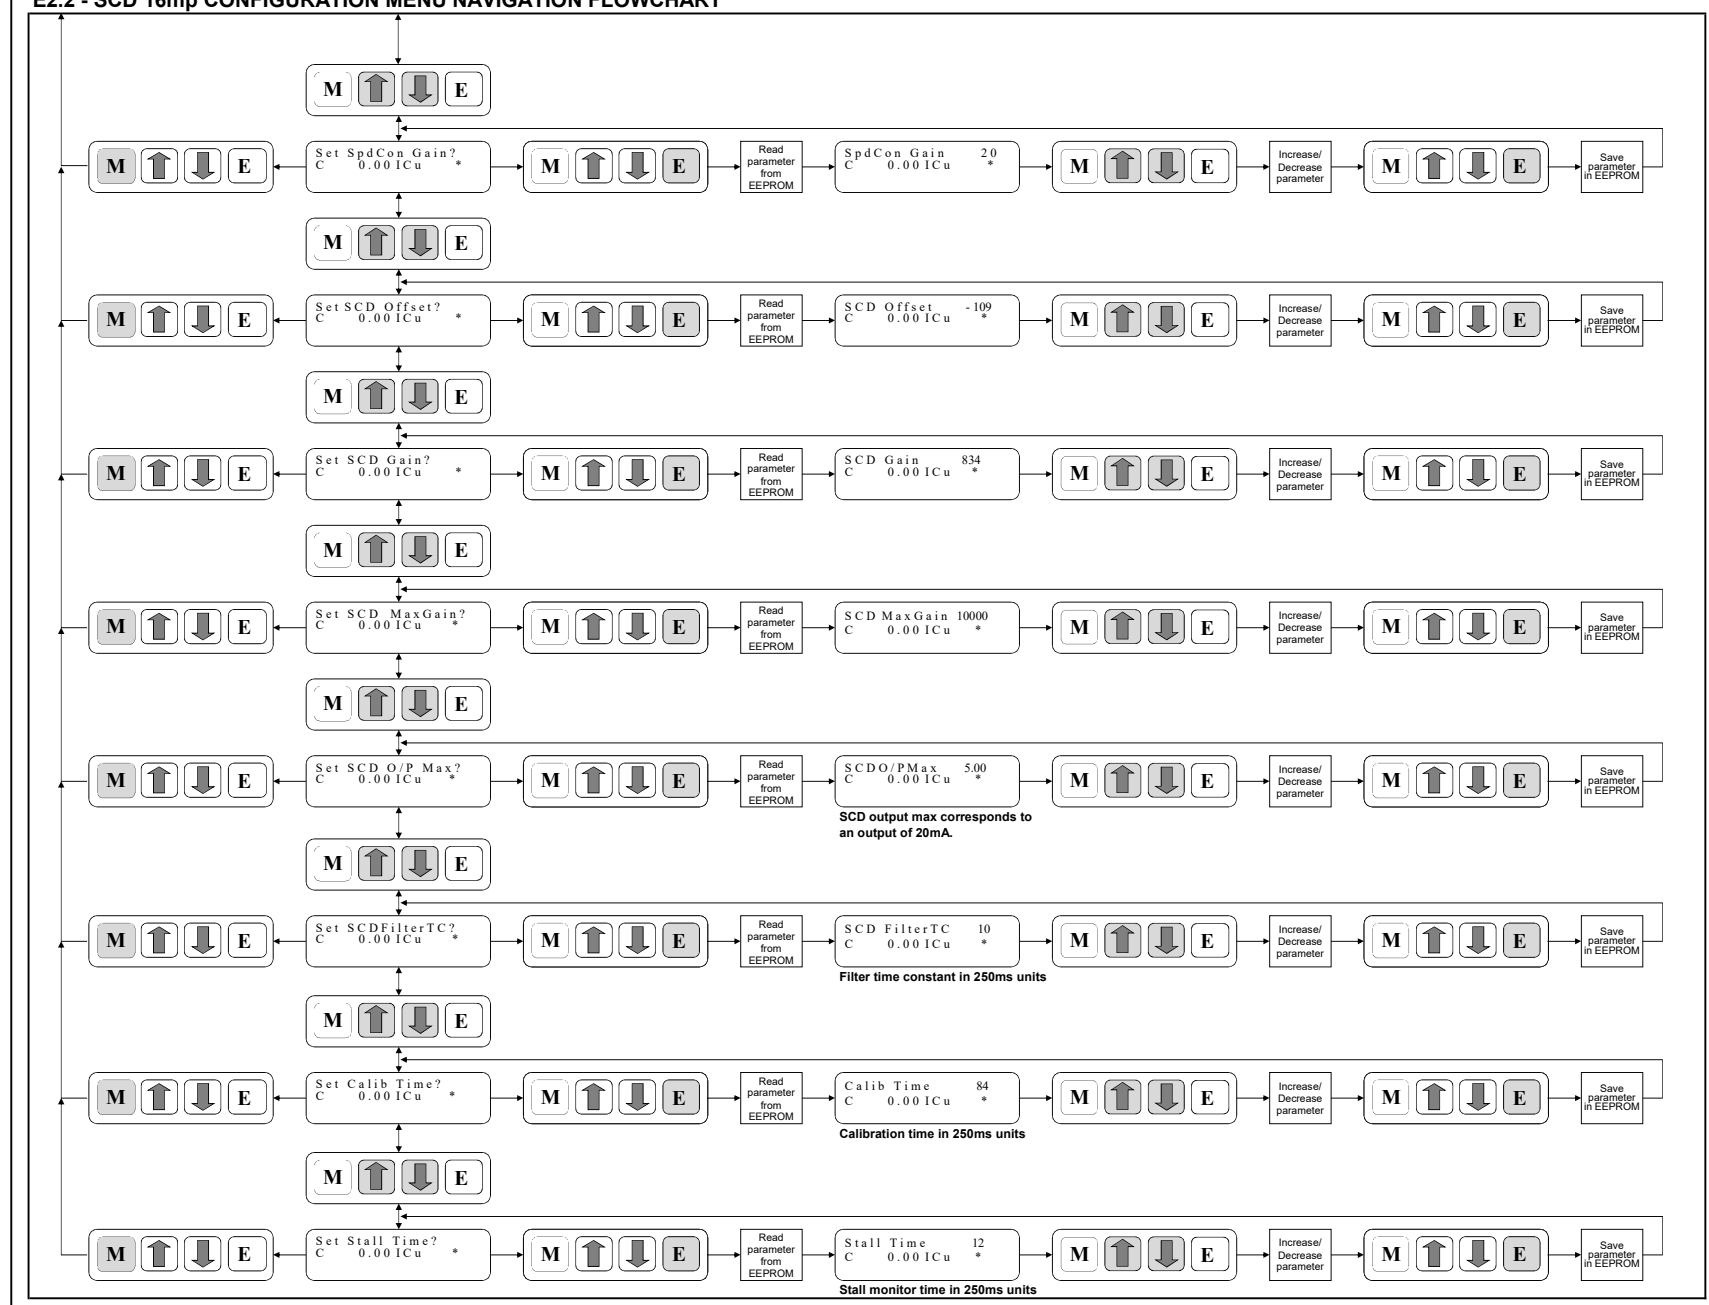 E2.2 - SCD 16mp CONFIGURATION MENU NAVIGATION FLOWCHART
M E
M E
Set SpdCon Gain?
C 0.00 ICu *
M E
Read
parameter
from
EEPROM
SpdCon Gain 20
C 0.00 ICu *
M E
Increase/
Decrease
parameter
M E
Save
parameter
in EEPROM
M E
M E
Set SCD Offset?
C 0.00 ICu *
M E
Read
parameter
from
EEPROM
SCD Offset -109
C 0.00 ICu *
M E
Increase/
Decrease
parameter
M E
Save
parameter
in EEPROM
M E
M E
Set SCD Gain?
C 0.00 ICu *
M E
Read
parameter
from
EEPROM
SCD Gain 834
C 0.00 ICu *
M E
Increase/
Decrease
parameter
M E
Save
parameter
in EEPROM
M E
M E
Set SCD MaxGain?
C 0.00 ICu *
M E
Read
parameter
from
EEPROM
SCD MaxGain 10000
C 0.00 ICu *
M E
Increase/
Decrease
parameter
M E
Save
parameter
in EEPROM
M E
M E
Set SCD O/P Max?
C 0.00 ICu *
M E
Read
parameter
from
EEPROM
SCDO/PMax 5.00
C 0.00 ICu *
M E
Increase/
Decrease
parameter
M E
Save
parameter
in EEPROM
SCD output max corresponds to
an output of 20mA.
M E
M E
Set SCDFilterTC?
C 0.00 ICu *
M E
Read
parameter
from
EEPROM
SCD FilterTC 10
C 0.00 ICu *
M E
Increase/
Decrease
parameter
M E
Save
parameter
in EEPROM
Filter time constant in 250ms units
M E
M E
Set Calib Time?
C 0.00 ICu *
M E
Read
parameter
from
EEPROM
Calib Time 84
C 0.00 ICu *
M E
Increase/
Decrease
parameter
M E
Save
parameter
in EEPROM
Calibration time in 250ms units
M E
M E
Set Stall Time?
C 0.00 ICu *
M E
Read
parameter
from
EEPROM
Stall Time 12
C 0.00 ICu *
M E
Increase/
Decrease
parameter
M E
Save
parameter
in EEPROM
Stall monitor time in 250ms units